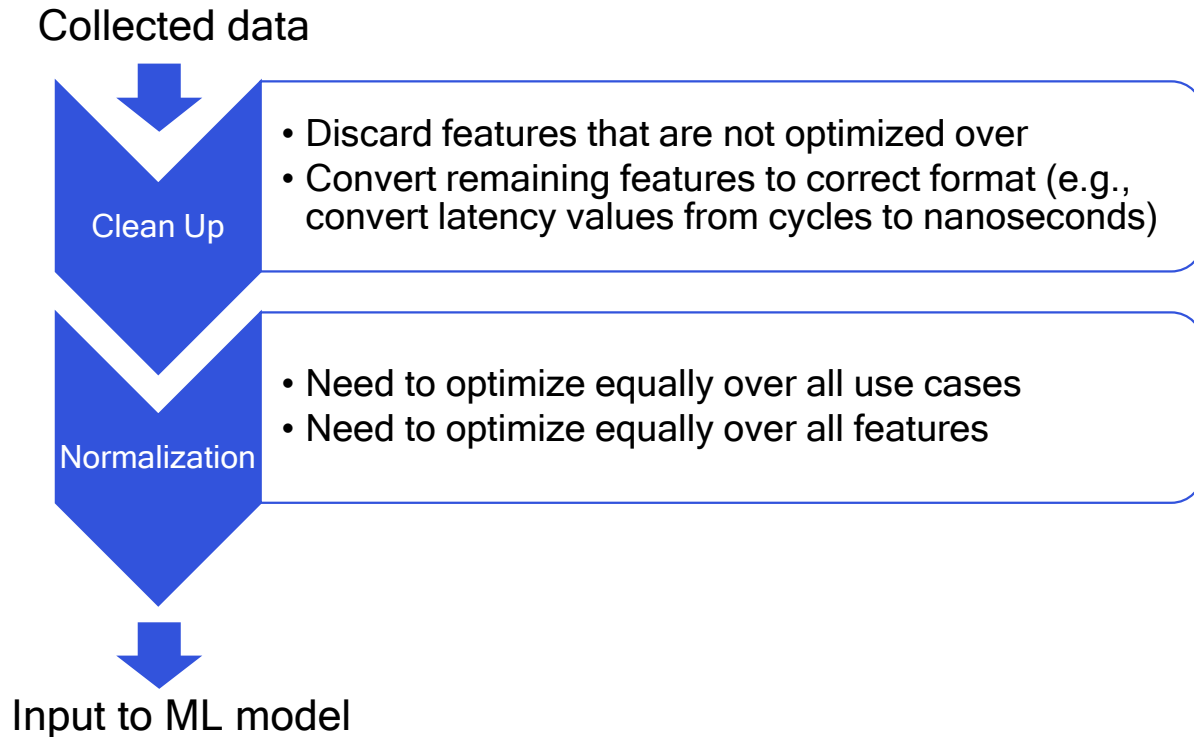 Collected data
• Discard features that are not optimized over
• Convert remaining features to correct format (e.g.,
convert latency values from cycles to nanoseconds)
Clean Up
• Need to optimize equally over all use cases
• Need to optimize equally over all features
Normalization
Input to ML model